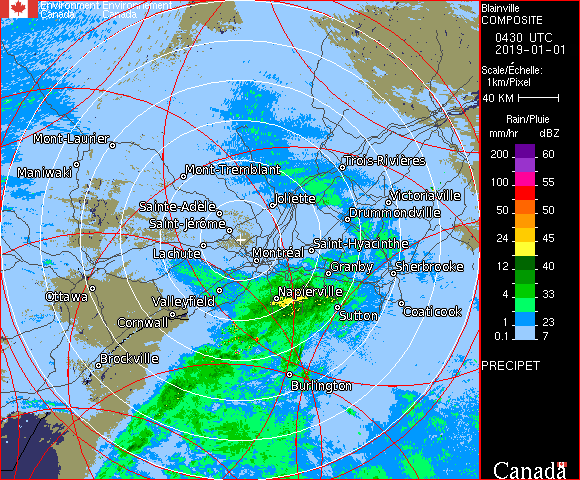 Environment Environnement
Canada Canada
Blainville
COMPOSITE
0430 UTC
2019-01-01
Scale/Échelle:
1km/Pixel
40 KM
Rain/Pluie
mm/hr dBZ
200 60
100 55
50 50
24 45
12 40
4 33
1 23
0.1 7
PRECIPET
Canada
Mont-Laurier
Maniwaki
Mont-Tremblant
Trois-Rivières
Victoriaville
Joliette
Sainte-Adèle
Drummondville
Saint-Jérôme
Saint-Hyacinthe
Lachute
Montréal
Granby
Sherbrooke
Ottawa
Valleyfield
Napierville
Sutton
Coaticook
Cornwall
Brockville
Burlington